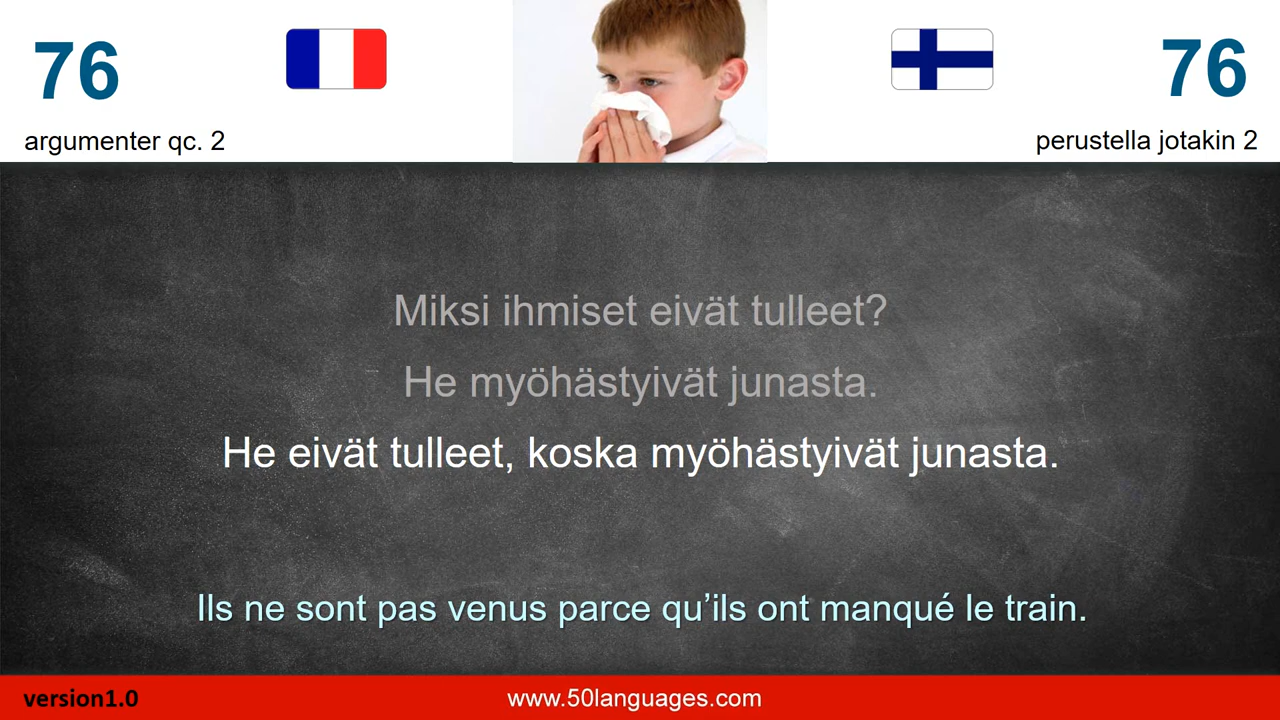 76
76
argumenter qc. 2
perustella jotakin 2
Miksi ihmiset eivät tulleet?
He myöhästyivät junasta.
He eivät tulleet, koska myöhästyivät junasta.
Ils ne sont pas venus parce qu’ils ont manqué le train.
version1.0
www.50languages.com